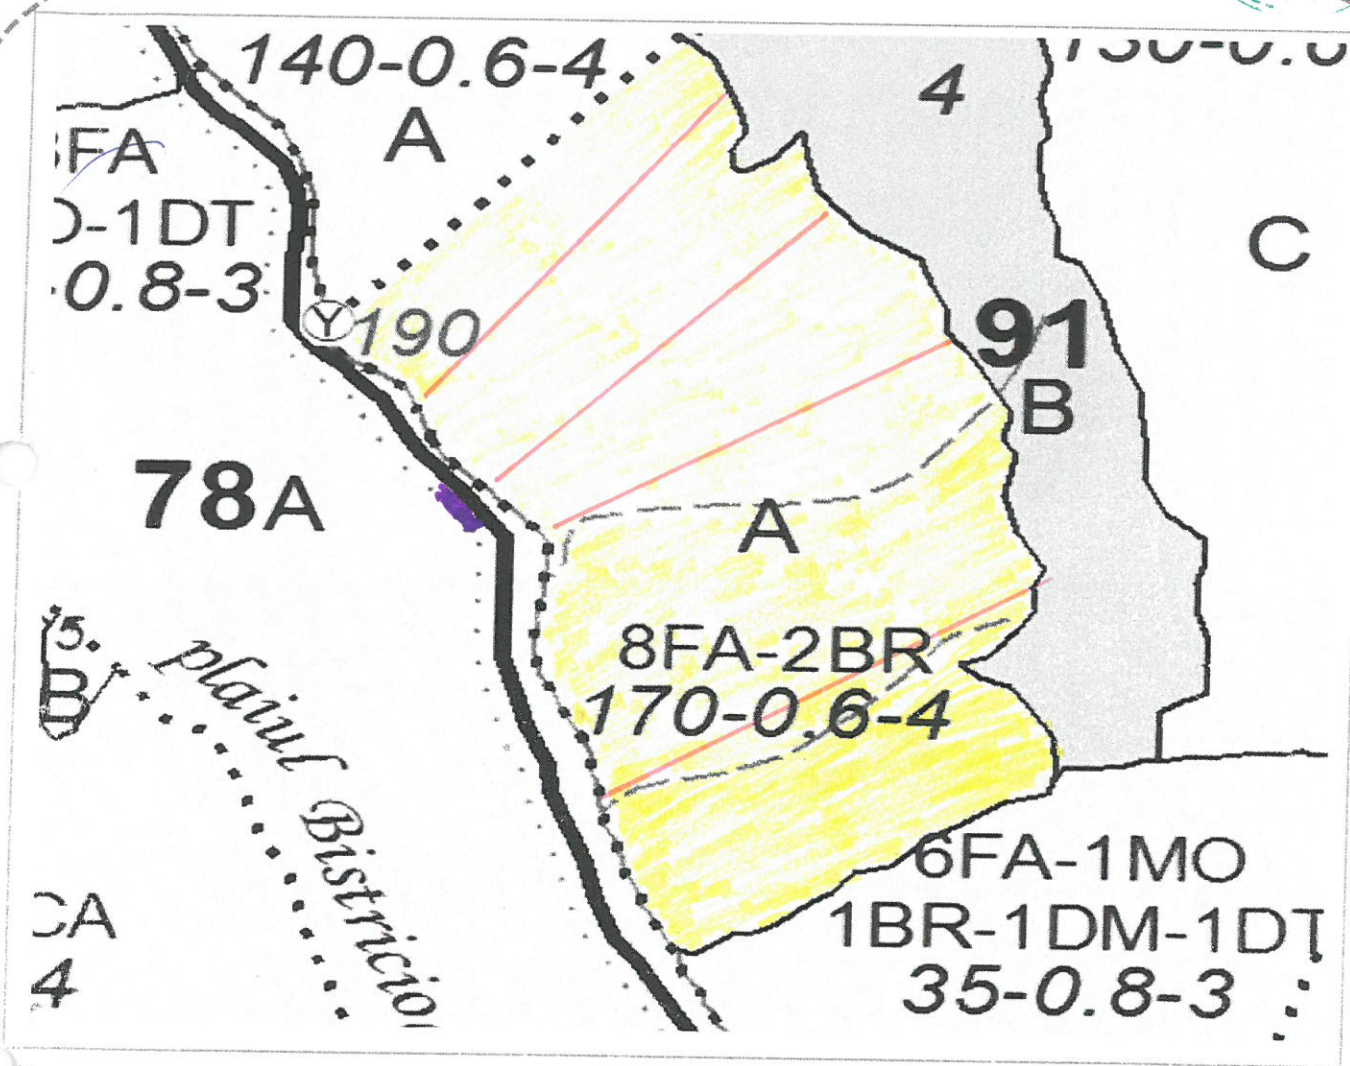 140-0.6-4
A
4
FA
-1DT
0.8-3
C
Y
190
91
B
78A
A
5.
B
plaiul Bistricio
8FA-2BR
170-0.6-4
6FA-1MO
1BR-1DM-1DT
35-0.8-3
CA
4